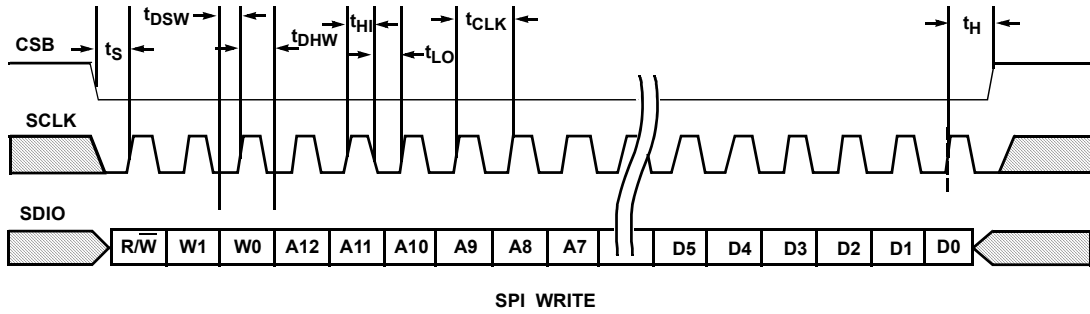 tDSW tHI tCLK tH
CSB tS tDHW tLO
SCLK
SDIO
R/W̅ W1 W0 A12 A11 A10 A9 A8 A7 D5 D4 D3 D2 D1 D0
SPI WRITE